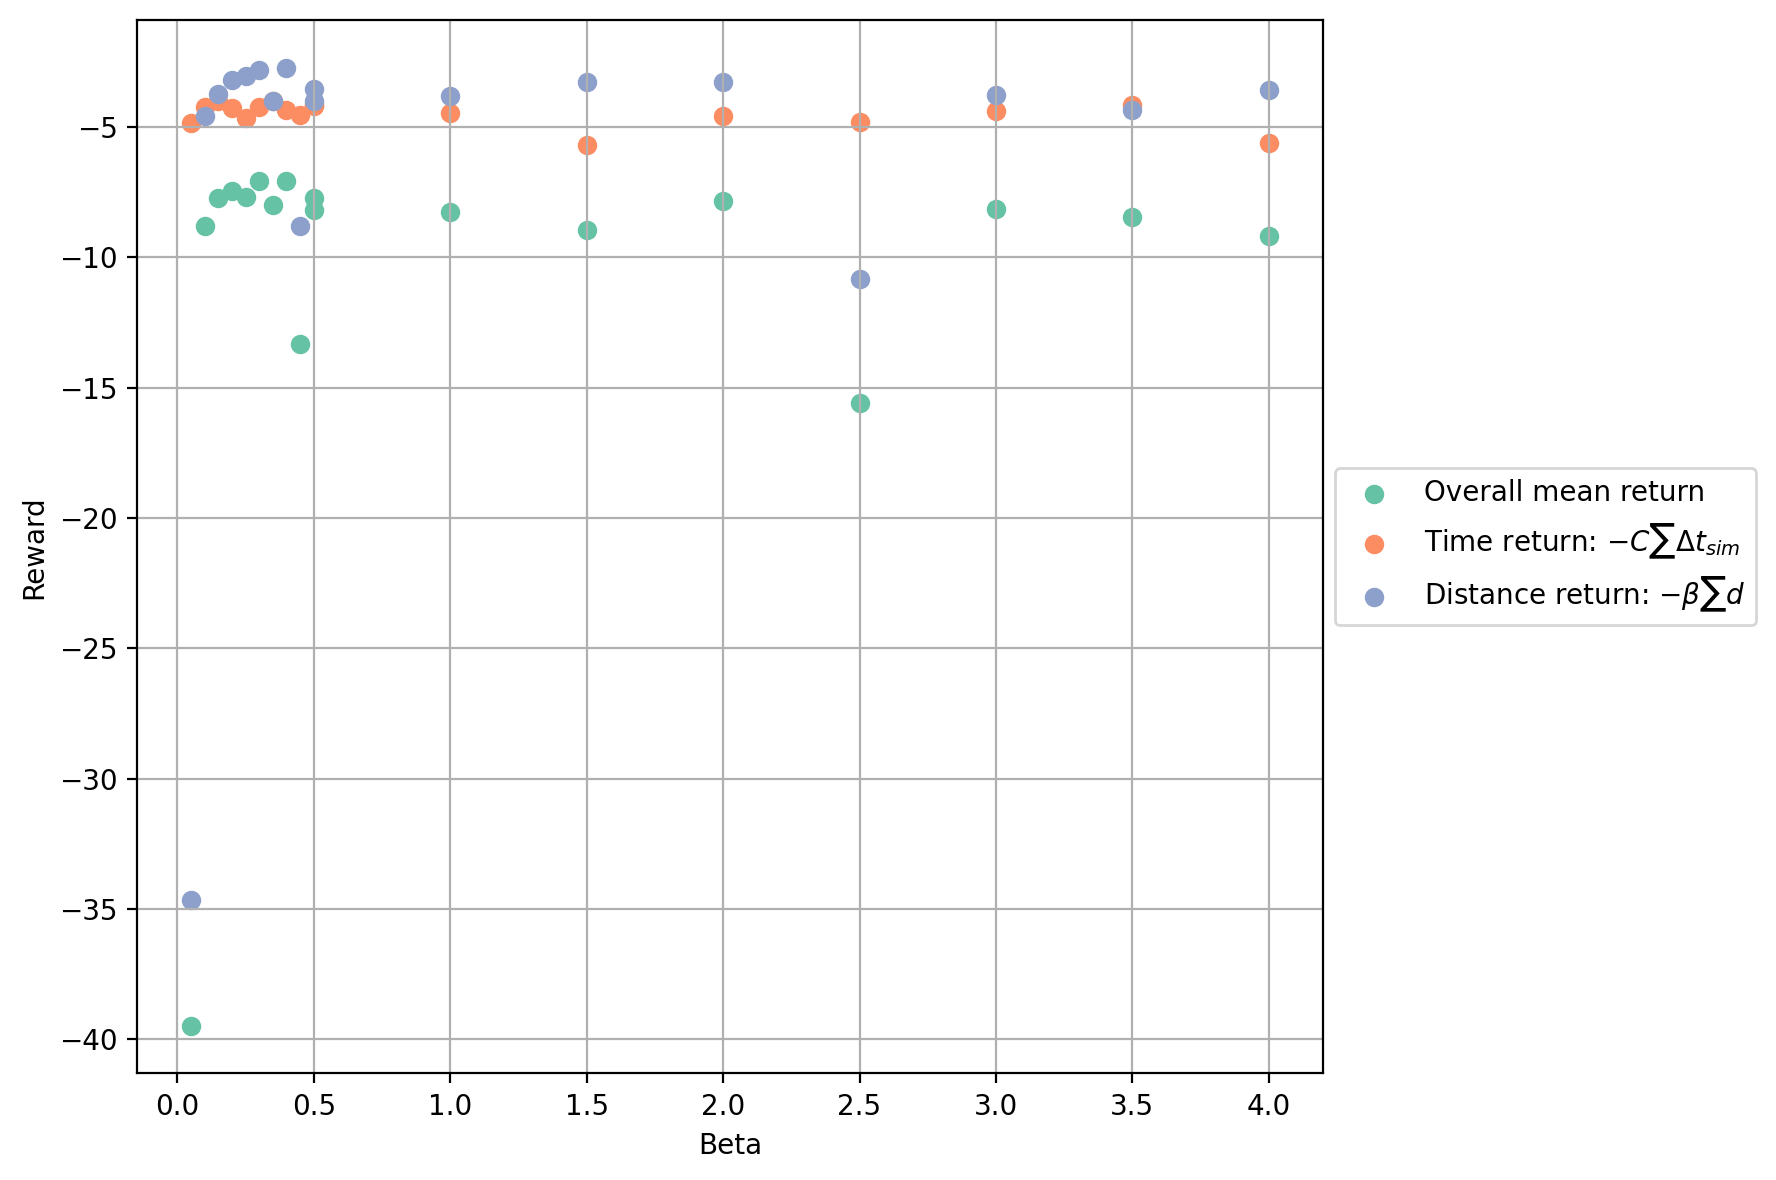 −5
−10
−15
−20
−25
−30
−35
−40
Reward
0.0 0.5 1.0 1.5 2.0 2.5 3.0 3.5 4.0
Beta
Overall mean return
Time return: −C∑Δt_sim
Distance return: −β∑d